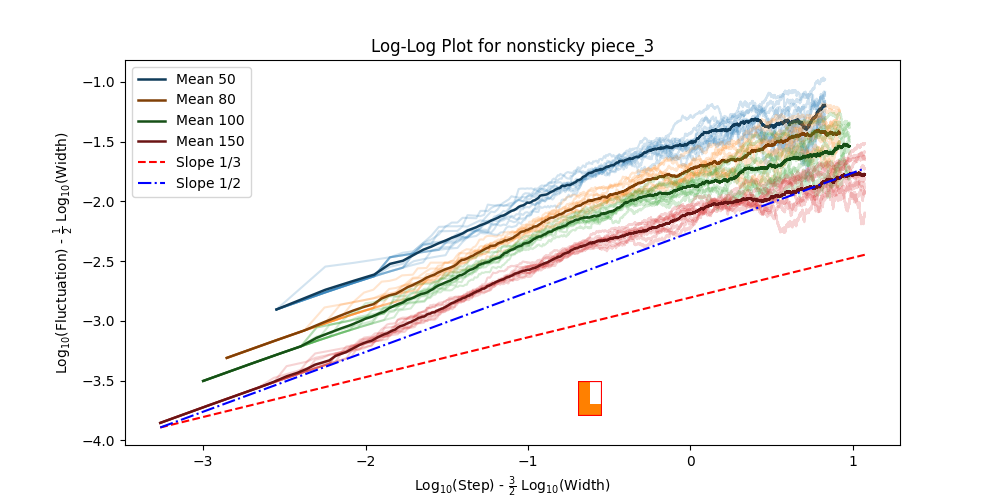 Log-Log Plot for nonsticky piece_3
Log₁₀(Fluctuation) - ½ Log₁₀(Width)
−1.0
−1.5
−2.0
−2.5
−3.0
−3.5
−4.0
Mean 50
Mean 80
Mean 100
Mean 150
Slope 1/3
Slope 1/2
−3
−2
−1
0
1
Log₁₀(Step) - 3/2 Log₁₀(Width)